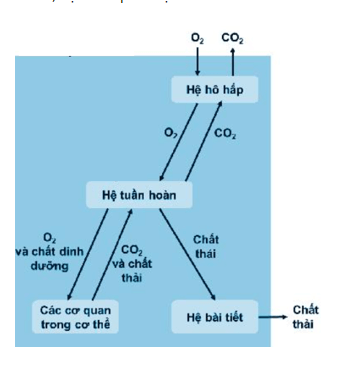 O₂ CO₂
Hệ hô hấp
O₂ CO₂
Hệ tuần hoàn
O₂
và chất dinh
dưỡng
CO₂
và chất
thải
Chất
thải
Các cơ quan
trong cơ thể
Hệ bài tiết
Chất
thải